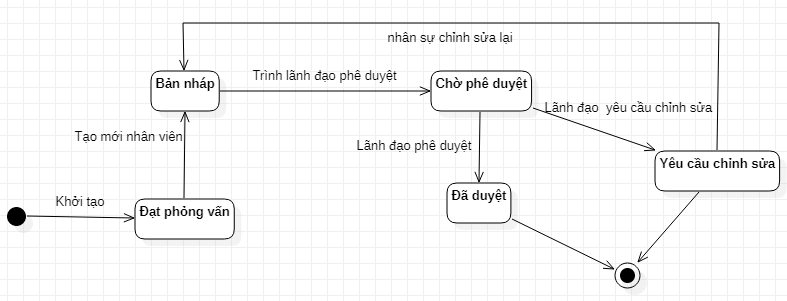 nhân sự chỉnh sửa lại
Bản nháp
Trình lãnh đạo phê duyệt
Chờ phê duyệt
Lãnh đạo yêu cầu chỉnh sửa
Tạo mới nhân viên
Lãnh đạo phê duyệt
Yêu cầu chỉnh sửa
Khởi tạo
Đạt phỏng vấn
Đã duyệt